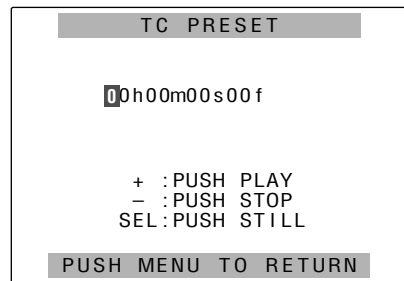 TC PRESET
00h00m00s00f
+ :PUSH PLAY
– :PUSH STOP
SEL:PUSH STILL
PUSH MENU TO RETURN